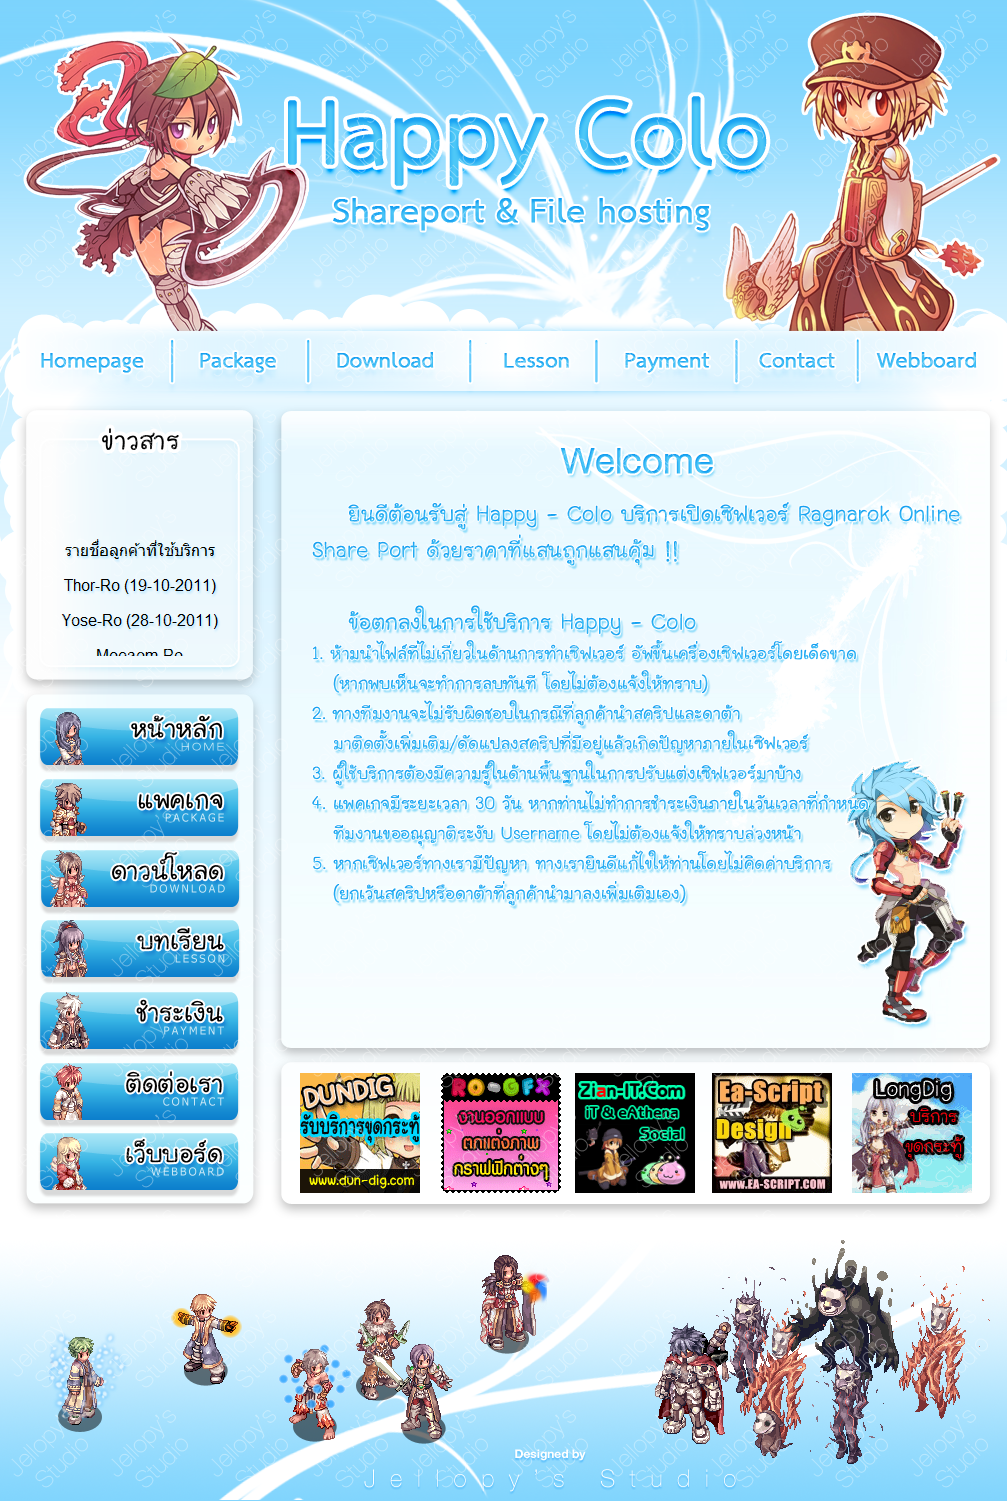 Happy Colo
Shareport & File hosting
Homepage
Package
Download
Lesson
Payment
Contact
Webboard
ข่าวสาร
รายชื่อลูกค้าที่ใช้บริการ
Thor-Ro (19-10-2011)
Yose-Ro (28-10-2011)
หน้าหลัก
HOME
แพคเกจ
PACKAGE
ดาวน์โหลด
DOWNLOAD
บทเรียน
LESSON
ชำระเงิน
PAYMENT
ติดต่อเรา
CONTACT
เว็บบอร์ด
WEBBOARD
Welcome
ยินดีต้อนรับสู่ Happy - Colo บริการเปิดเซิฟเวอร์ Ragnarok Online
Share Port ด้วยราคาที่แสนถูกแสนคุ้ม !!
ข้อตกลงในการใช้บริการ Happy - Colo
1. ห้ามนำไฟล์ที่ไม่เกี่ยวในด้านการทำเซิฟเวอร์ อัพขึ้นเครื่องเซิฟเวอร์โดยเด็ดขาด
(หากพบเห็นจะทำการลบทันที โดยไม่ต้องแจ้งให้ทราบ)
2. ทางทีมงานจะไม่รับผิดชอบในกรณีที่ลูกค้านำสคริปและดาต้า
มาติดตั้งเพิ่มเติม/ดัดแปลงสคริปที่มีอยู่แล้วเกิดปัญหาภายในเซิฟเวอร์
3. ผู้ใช้บริการต้องมีความรู้ในด้านพื้นฐานในการปรับแต่งเซิฟเวอร์มาบ้าง
4. แพคเกจมีระยะเวลา 30 วัน หากท่านไม่ทำการชำระเงินภายในวันเวลาที่กำหนด
ทีมงานขออณุญาติระงับ Username โดยไม่ต้องแจ้งให้ทราบล่วงหน้า
5. หากเซิฟเวอร์ทางเรามีปัญหา ทางเรายินดีแก้ไขให้ท่านโดยไม่คิดค่าบริการ
(ยกเว้นสคริปหรือดาต้าที่ลูกค้านำมาลงเพิ่มเติมเอง)
DUNDIG
รับบริการขุดกระทู้
www.dun-dig.com
RO-GFX
งานออกแบบ
ตกแต่งภาพ
กราฟฟิกต่างๆ
Zian-IT.Com
iT & eAthena
Social
Ea-Script
Design
www.EA-SCRIPT.COM
LongDig
บริการ
ขุดกระทู้
Designed by
Jellopy's Studio